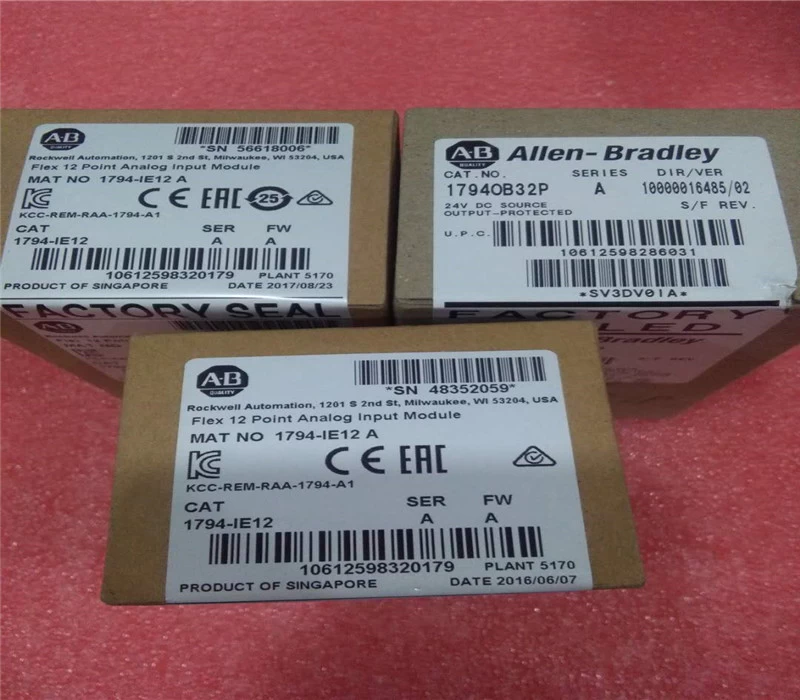 A-B
QUALITY
*SN 56618006*
Rockwell Automation, 1201 S 2nd St, Milwaukee, WI 53204, USA
Flex 12 Point Analog Input Module
MAT NO 1794-IE12 A
KC CE EAC 25
KCC-REM-RAA-1794-A1
CAT SER FW
1794-IE12 A A
10612598320179 PLANT 5170
PRODUCT OF SINGAPORE DATE 2017/08/23
FACTORY SEAL
A-B
A-B Allen-Bradley
QUALITY
CAT.NO. SERIES DIR/VER
1794OB32P A 10000016485/02
24V DC SOURCE S/F REV.
OUTPUT-PROTECTED
U.P.C.
10612598286031
*SV3DV01A*
FACTORY
LED
Bradley
A-B
QUALITY
*SN 48352059*
Rockwell Automation, 1201 S 2nd St, Milwaukee, WI 53204, USA
Flex 12 Point Analog Input Module
MAT NO 1794-IE12 A
KC CE EAC
KCC-REM-RAA-1794-A1
CAT SER FW
1794-IE12 A A
10612598320179 PLANT 5170
PRODUCT OF SINGAPORE DATE 2016/06/07